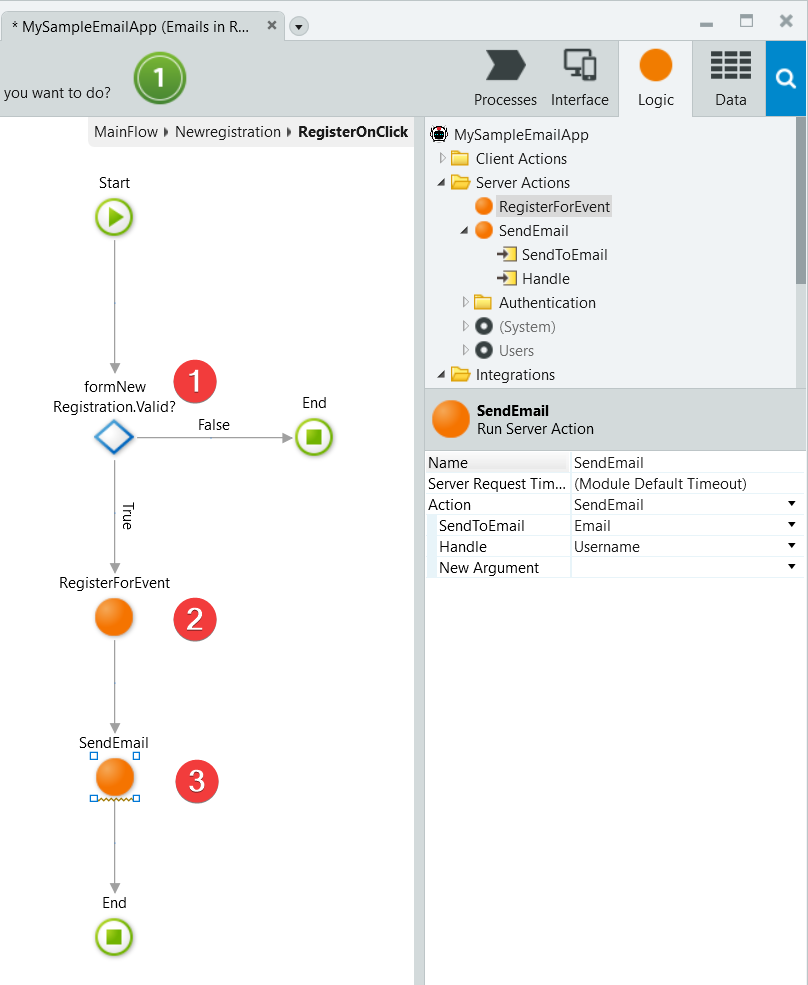 * MySampleEmailApp (Emails in R...
you want to do?
1
Processes
Interface
Logic
Data
MainFlow
Newregistration
RegisterOnClick
Start
formNew
Registration.Valid?
1
False
End
True
RegisterForEvent
2
SendEmail
3
End
MySampleEmailApp
Client Actions
Server Actions
RegisterForEvent
SendEmail
SendToEmail
Handle
Authentication
(System)
Users
Integrations
SendEmail
Run Server Action
Name SendEmail
Server Request Tim... (Module Default Timeout)
Action SendEmail
SendToEmail Email
Handle Username
New Argument